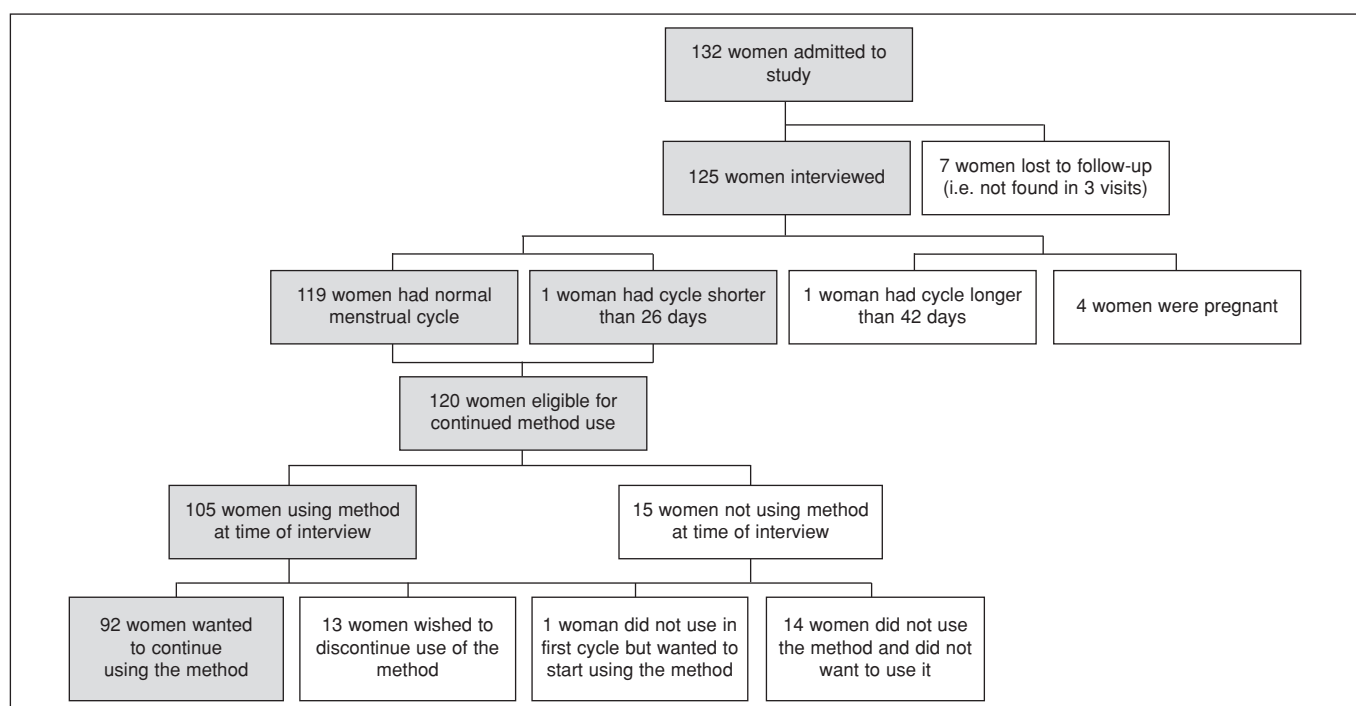 132 women admitted to
study
125 women interviewed
7 women lost to follow-up
(i.e. not found in 3 visits)
119 women had normal
menstrual cycle
1 woman had cycle shorter
than 26 days
1 woman had cycle longer
than 42 days
4 women were pregnant
120 women eligible for
continued method use
105 women using method
at time of interview
15 women not using method
at time of interview
92 women wanted
to continue
using the method
13 women wished to
discontinue use of the
method
1 woman did not use in
first cycle but wanted to
start using the method
14 women did not use
the method and did not
want to use it